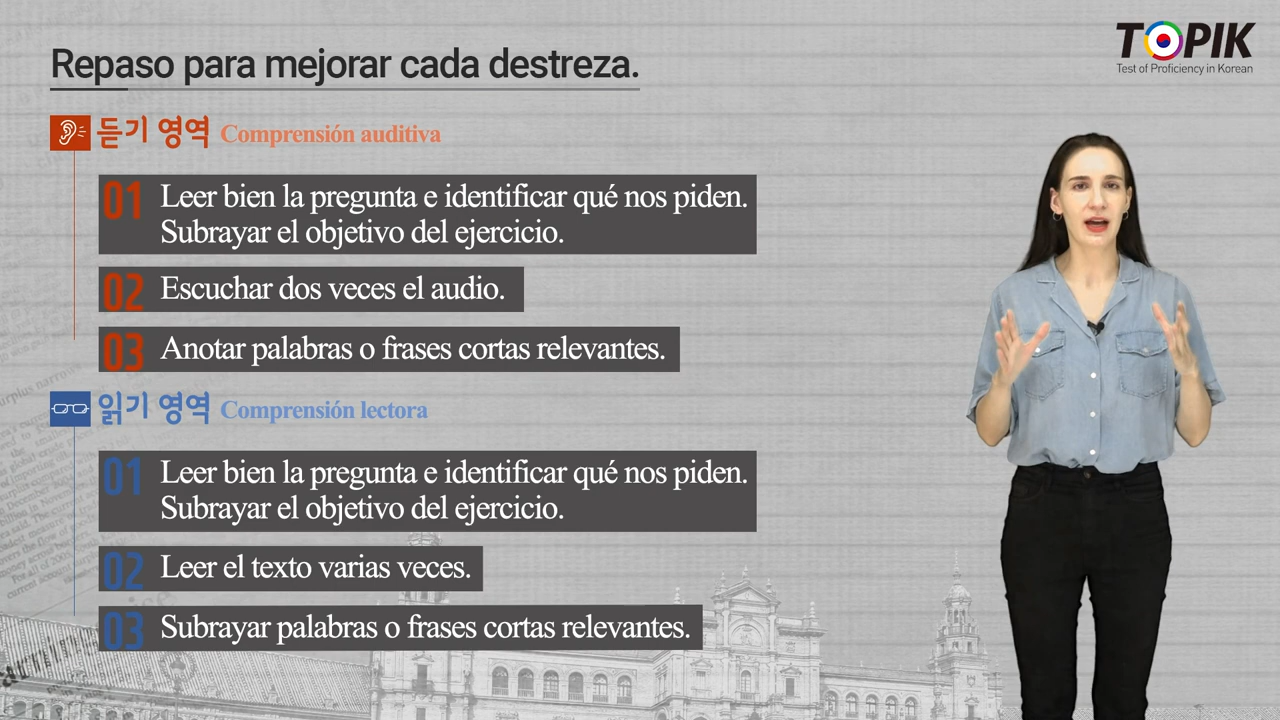 Repaso para mejorar cada destreza.
TOPIK
Test of Proficiency in Korean
듣기 영역 Comprensión auditiva
01 Leer bien la pregunta e identificar qué nos piden.
Subrayar el objetivo del ejercicio.
02 Escuchar dos veces el audio.
03 Anotar palabras o frases cortas relevantes.
읽기 영역 Comprensión lectora
01 Leer bien la pregunta e identificar qué nos piden.
Subrayar el objetivo del ejercicio.
02 Leer el texto varias veces.
03 Subrayar palabras o frases cortas relevantes.